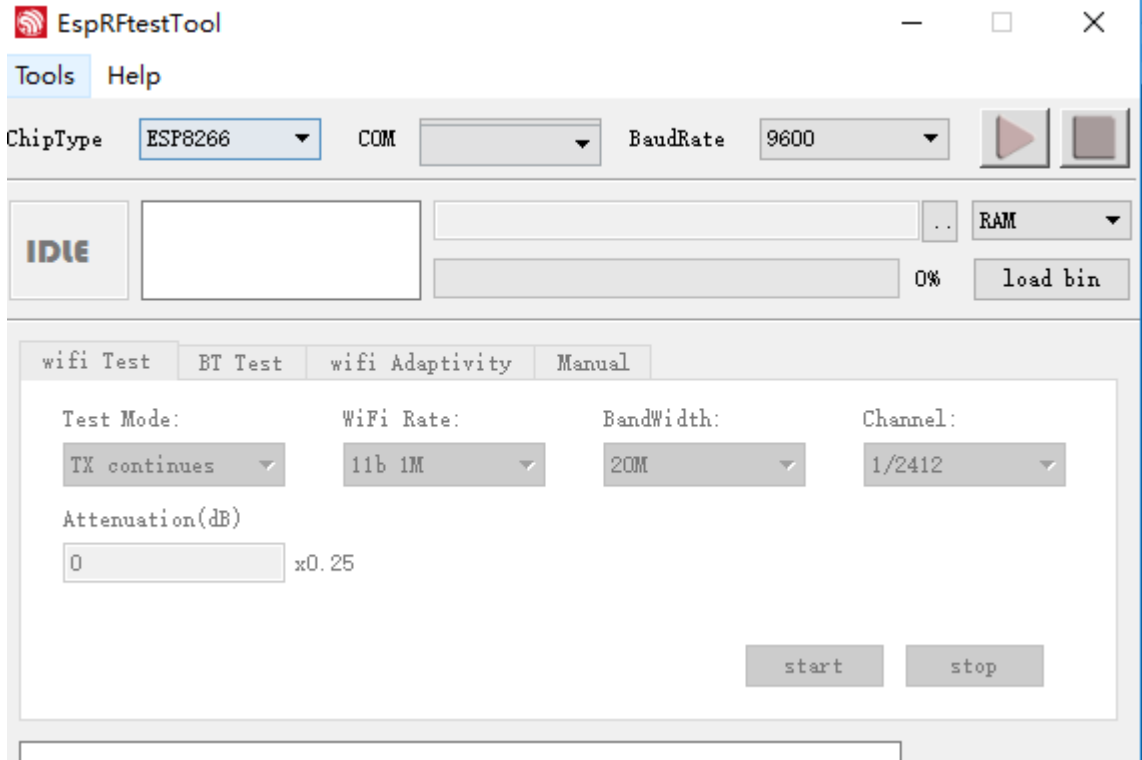 EspRFtestTool
Tools Help
ChipType ESP8266 COM BaudRate 9600
IDLE .. RAM
0% load bin
wifi Test BT Test wifi Adaptivity Manual
Test Mode: WiFi Rate: BandWidth: Channel:
TX continues 11b 1M 20M 1/2412
Attenuation(dB)
0 x0.25
start stop